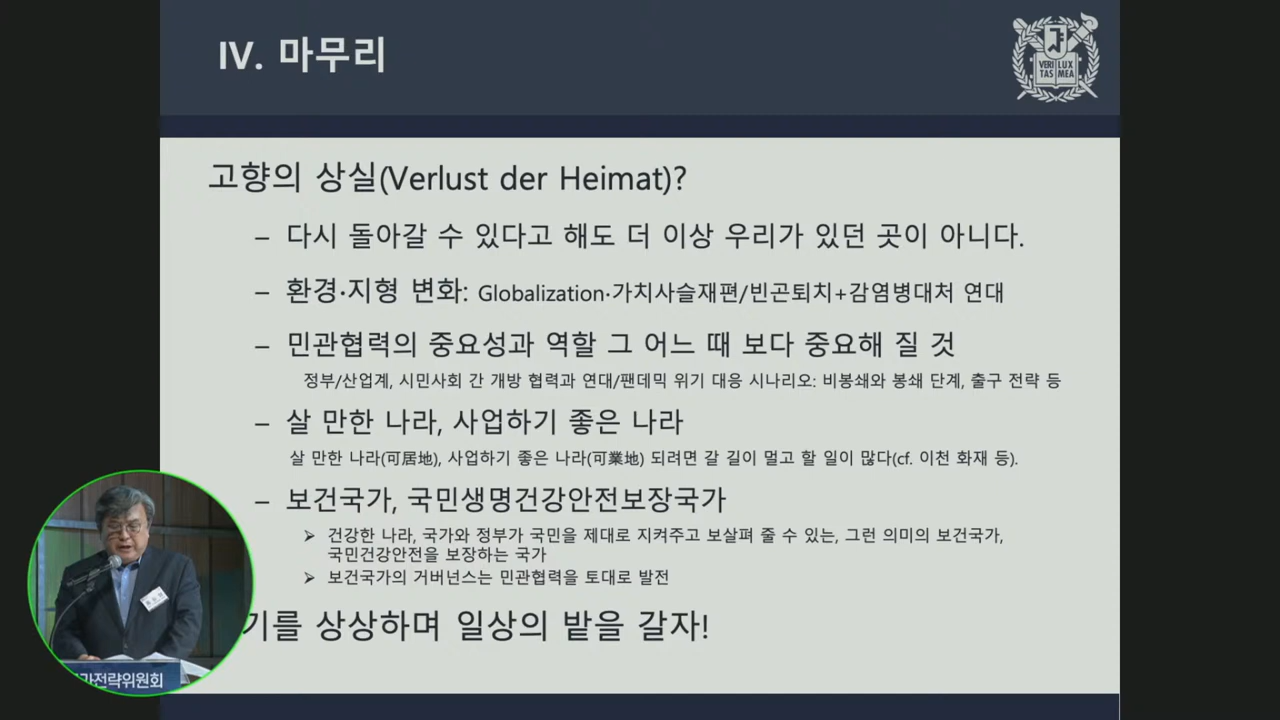 IV. 마무리
VERI LUX
TAS MEA
고향의 상실(Verlust der Heimat)?
– 다시 돌아갈 수 있다고 해도 더 이상 우리가 있던 곳이 아니다.
– 환경·지형 변화: Globalization·가치사슬재편/빈곤퇴치+감염병대처 연대
– 민관협력의 중요성과 역할 그 어느 때 보다 중요해 질 것
정부/산업계, 시민사회 간 개방 협력과 연대/팬데믹 위기 대응 시나리오: 비봉쇄와 봉쇄 단계, 출구 전략 등
– 살 만한 나라, 사업하기 좋은 나라
살 만한 나라(可居地), 사업하기 좋은 나라(可業地) 되려면 갈 길이 멀고 할 일이 많다(cf. 이천 화재 등).
– 보건국가, 국민생명건강안전보장국가
➢ 건강한 나라, 국가와 정부가 국민을 제대로 지켜주고 보살펴 줄 수 있는, 그런 의미의 보건국가,
국민건강안전을 보장하는 국가
➢ 보건국가의 거버넌스는 민관협력을 토대로 발전
기를 상상하며 일상의 밭을 갈자!
가전략위원회